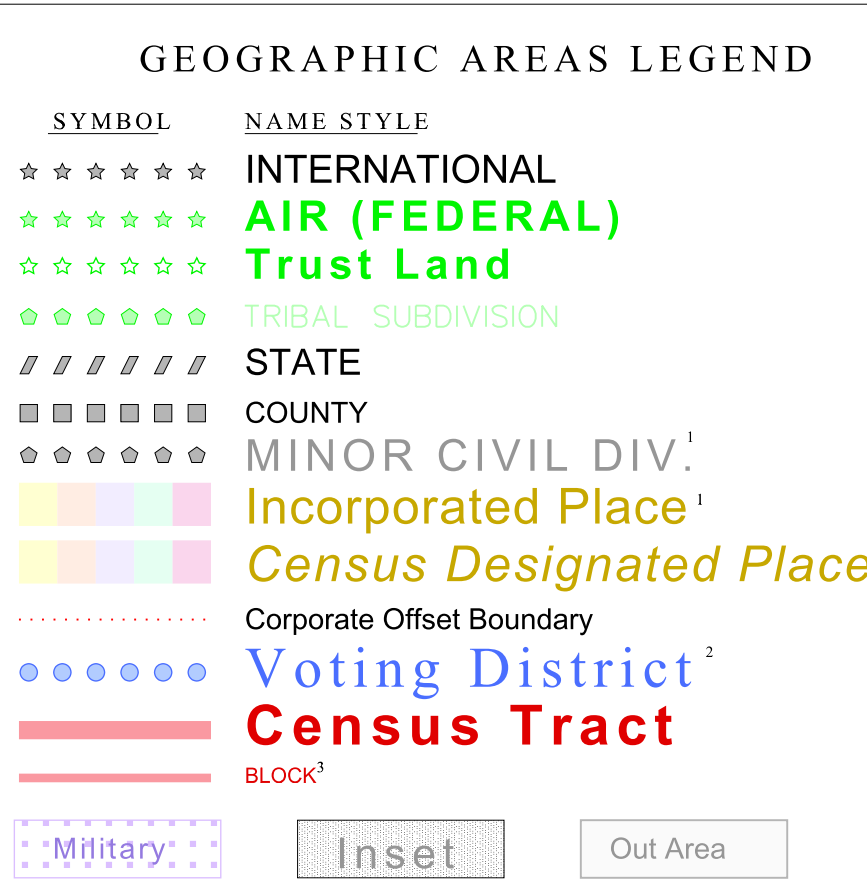 GEOGRAPHIC AREAS LEGEND
SYMBOL NAME STYLE
INTERNATIONAL
AIR (FEDERAL)
Trust Land
TRIBAL SUBDIVISION
STATE
COUNTY
MINOR CIVIL DIV.¹
Incorporated Place ¹
Census Designated Place
Corporate Offset Boundary
Voting District ²
Census Tract
BLOCK³
Military Inset Out Area